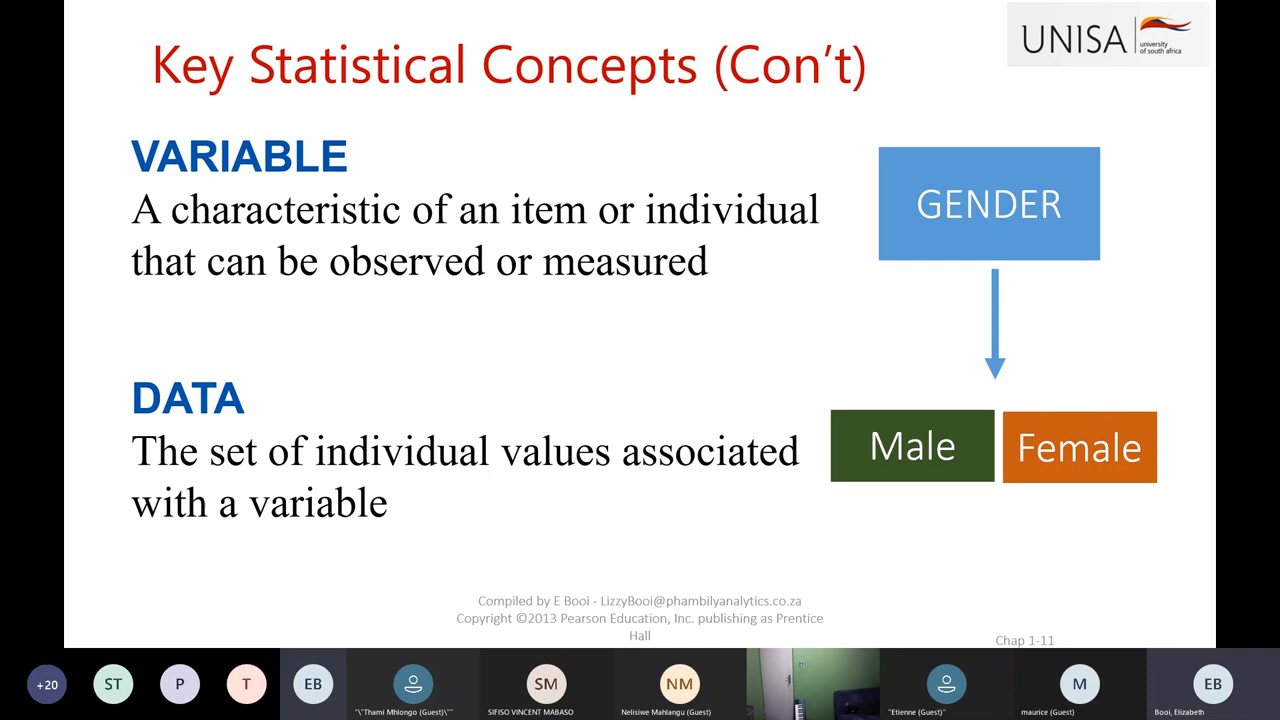 Key Statistical Concepts (Con't)
UNISA
university
of south africa
VARIABLE
A characteristic of an item or individual
that can be observed or measured
GENDER
DATA
The set of individual values associated
with a variable
Male
Female
Compiled by E Booi - LizzyBooi@phambilyanalytics.co.za
Copyright ©2013 Pearson Education, Inc. publishing as Prentice
Hall
Chap 1-11
+20
ST
P
T
EB
"\"Thami Mhlongo (Guest)\""
SM
SIFISO VINCENT MABASO
NM
Nelisiwe Mahlangu (Guest)
"Etienne (Guest)"
M
maurice (Guest)
EB
Booi, Elizabeth